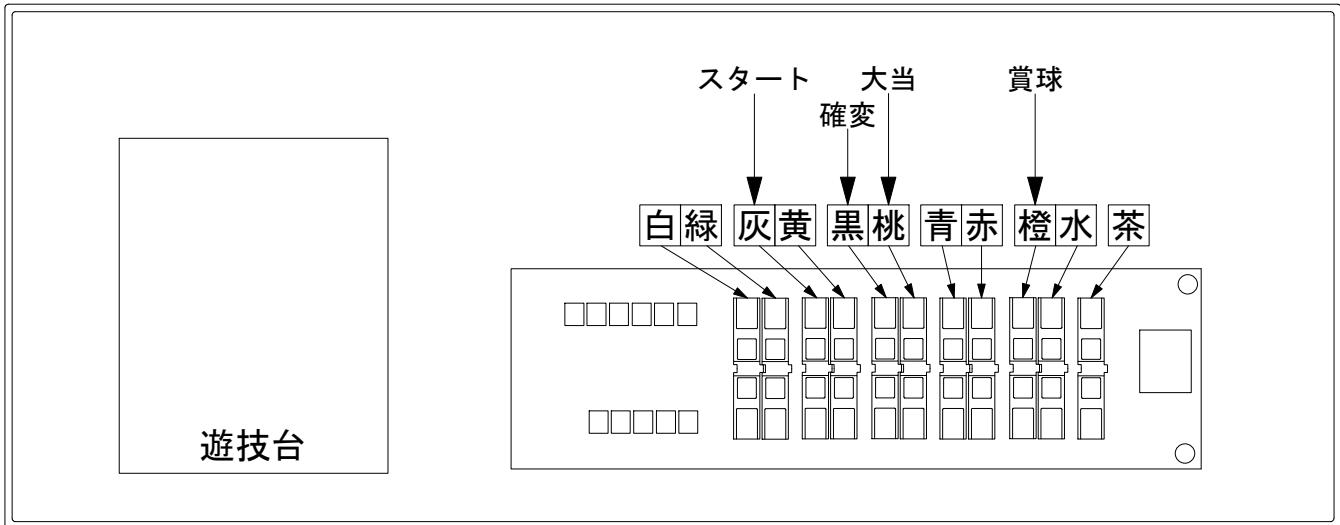 スタート
大当
賞球
確変
白緑 灰黄 黒桃 青赤 橙水 茶
遊技台